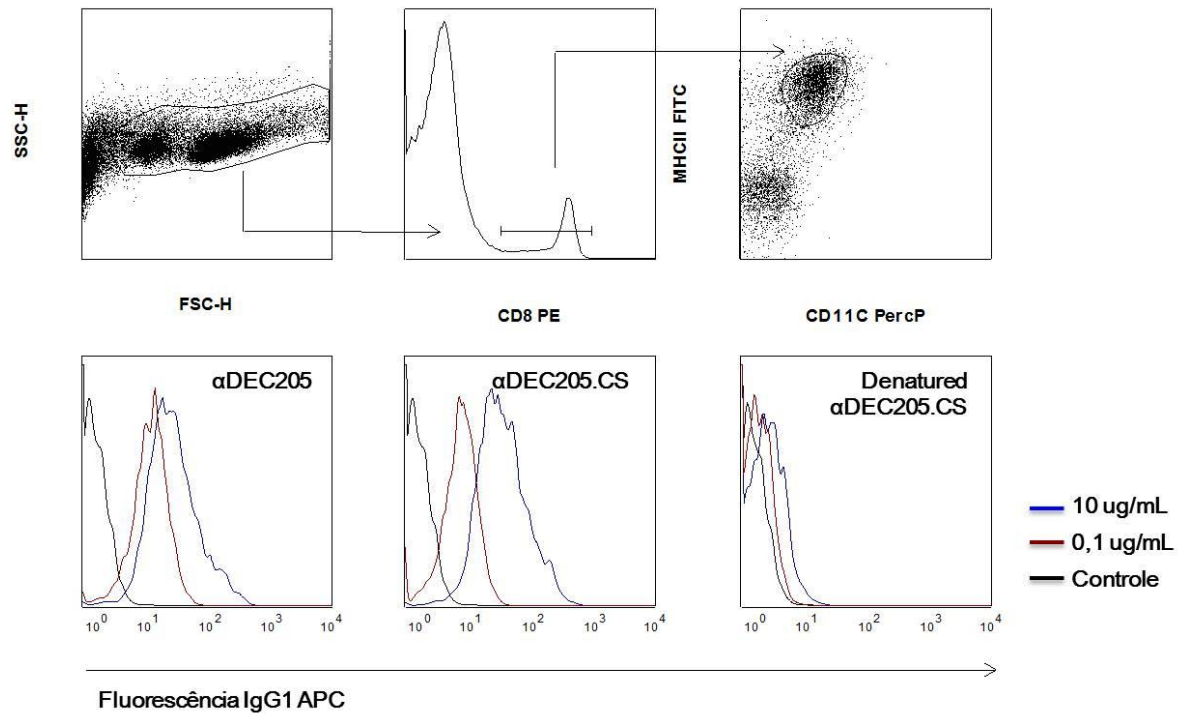 SSC-H
FSC-H
CD8 PE
MHCII FITC
CD11C PercP
αDEC205
αDEC205.CS
Denatured
αDEC205.CS
10⁰ 10¹ 10² 10³ 10⁴
10⁰ 10¹ 10² 10³ 10⁴
10⁰ 10¹ 10² 10³ 10⁴
10 ug/mL
0,1 ug/mL
Controle
Fluorescência IgG1 APC